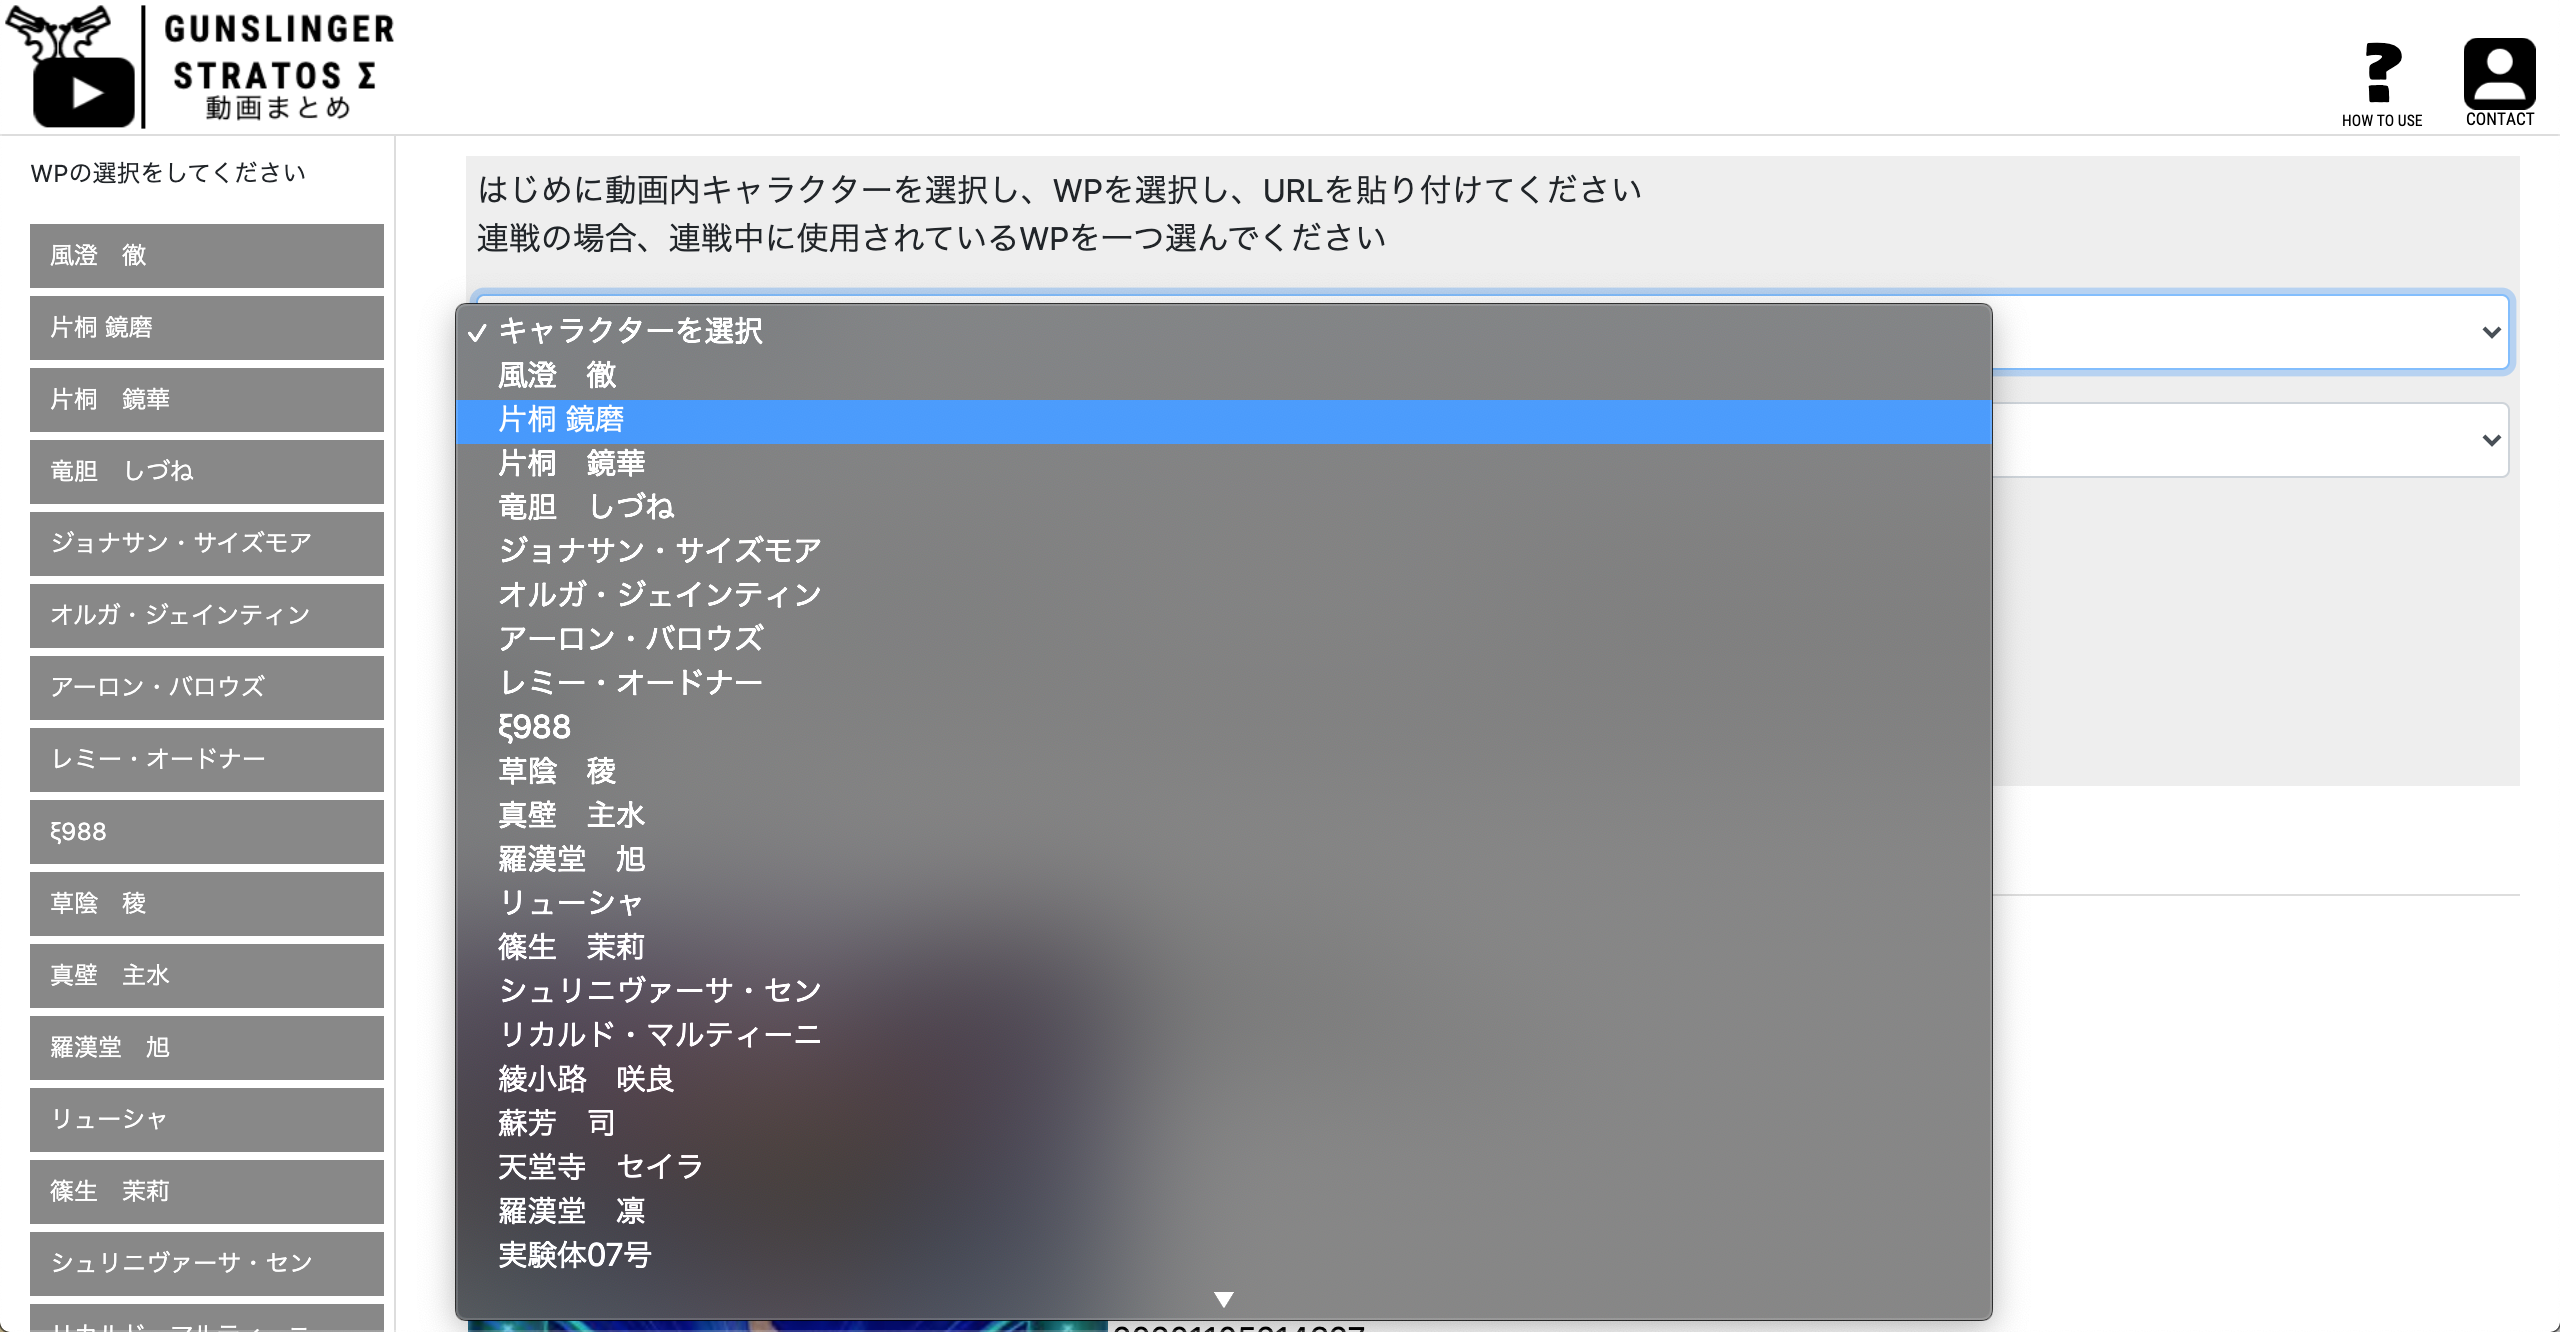 GUNSLINGER
STRATOS Σ
動画まとめ
HOW TO USE
CONTACT
WPの選択をしてください
風澄　徹
片桐 鏡磨
片桐　鏡華
竜胆　しづね
ジョナサン・サイズモア
オルガ・ジェインティン
アーロン・バロウズ
レミー・オードナー
ξ988
草陰　稜
真壁　主水
羅漢堂　旭
リューシャ
篠生　茉莉
シュリニヴァーサ・セン
リカルド・マルティーニ
はじめに動画内キャラクターを選択し、WPを選択し、URLを貼り付けてください
連戦の場合、連戦中に使用されているWPを一つ選んでください
キャラクターを選択
風澄　徹
片桐 鏡磨
片桐　鏡華
竜胆　しづね
ジョナサン・サイズモア
オルガ・ジェインティン
アーロン・バロウズ
レミー・オードナー
ξ988
草陰　稜
真壁　主水
羅漢堂　旭
リューシャ
篠生　茉莉
シュリニヴァーサ・セン
リカルド・マルティーニ
綾小路　咲良
蘇芳　司
天堂寺　セイラ
羅漢堂　凛
実験体07号